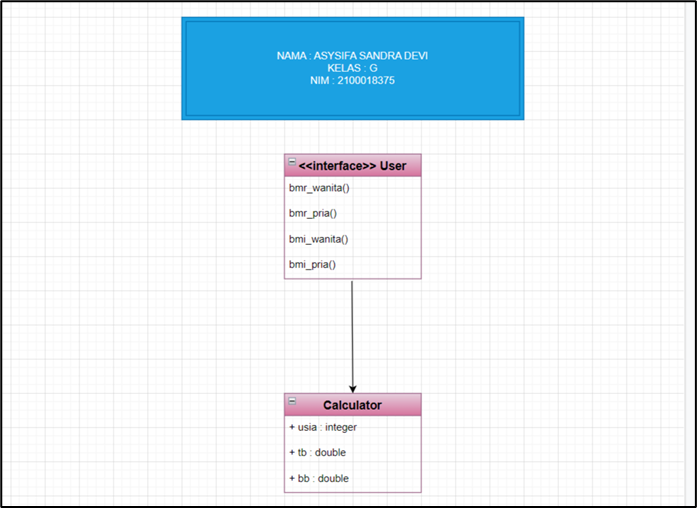 NAMA : ASYSIFA SANDRA DEVI
KELAS : G
NIM : 2100018375
<<interface>> User
bmr_wanita()
bmr_pria()
bmi_wanita()
bmi_pria()
Calculator
+ usia : integer
+ tb : double
+ bb : double